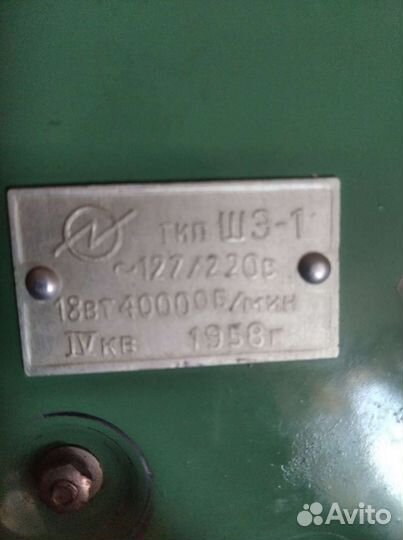 тип ШЭ-1
~127/220в
18вт 4000об/мин
IV кв 1958г
Avito